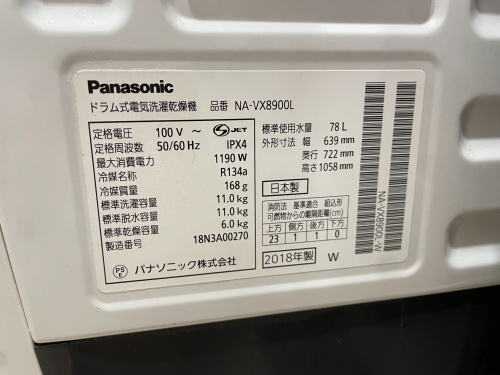 Panasonic
ドラム式電気洗濯乾燥機 品番 NA-VX8900L
定格電圧 100 V ～ S JET
定格周波数 50/60 Hz IPX4
最大消費電力 1190 W
冷媒名称 R134a
冷媒質量 168 g
標準洗濯容量 11.0 kg
標準脱水容量 11.0 kg
標準乾燥容量 6.0 kg
製造番号 18N3A00270
PS E パナソニック株式会社
標準使用水量 78 L
外形寸法 幅 639 mm
奥行 722 mm
高さ 1058 mm
日本製
消防法 基準適合 組込形
可燃物からの離隔距離(cm)
上方 側方 後方 下方
23 1 1 0
2018年製 W
NA-VX8900L-W